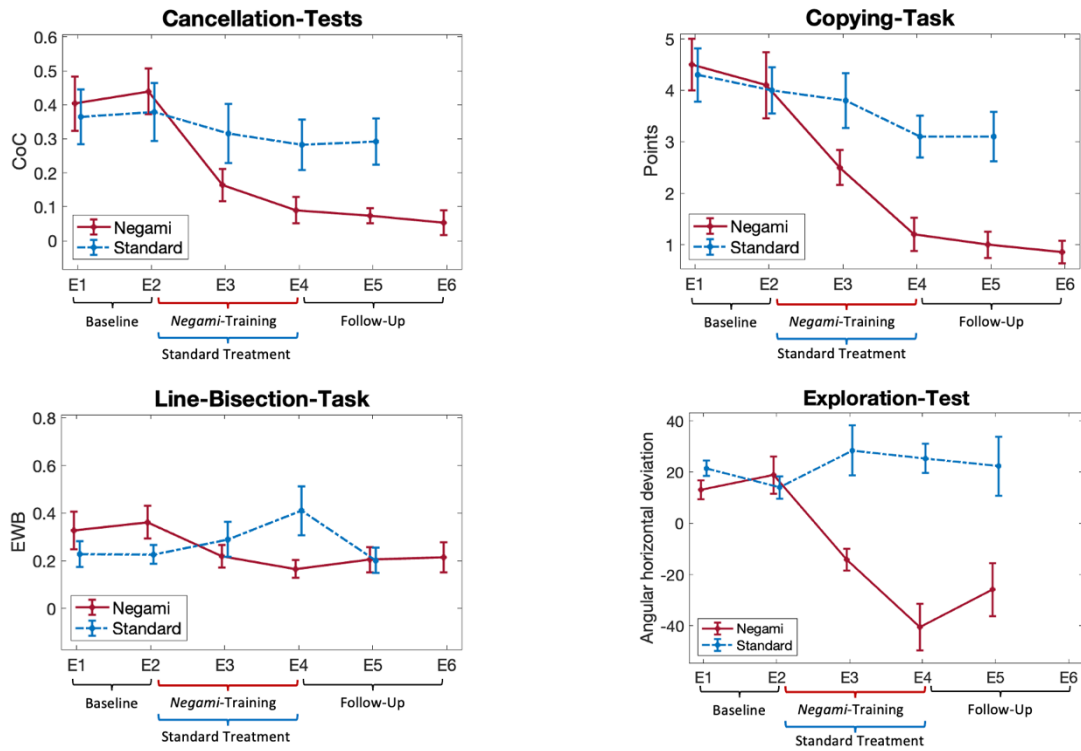 Cancellation-Tests
0.6
0.5
0.4
0.3
0.2
0.1
0
CoC
Negami
Standard
E1 E2 E3 E4 E5 E6
Baseline Negami-Training Follow-Up
Standard Treatment
Copying-Task
5
4
3
2
1
Points
Negami
Standard
E1 E2 E3 E4 E5 E6
Baseline Negami-Training Follow-Up
Standard Treatment
Line-Bisection-Task
0.8
0.6
0.4
0.2
0
EWB
Negami
Standard
E1 E2 E3 E4 E5 E6
Baseline Negami-Training Follow-Up
Standard Treatment
Exploration-Test
40
20
0
-20
-40
Angular horizontal deviation
Negami
Standard
E1 E2 E3 E4 E5 E6
Baseline Negami-Training Follow-Up
Standard Treatment